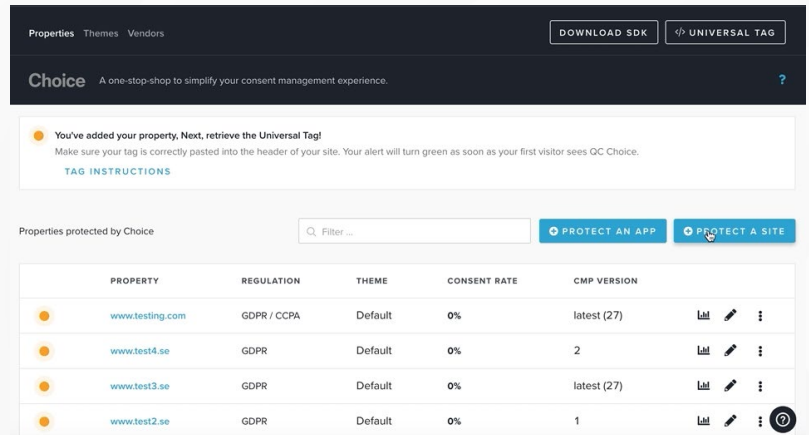 Properties Themes Vendors DOWNLOAD SDK </> UNIVERSAL TAG
Choice A one-stop-shop to simplify your consent management experience. ?
You've added your property, Next, retrieve the Universal Tag!
Make sure your tag is correctly pasted into the header of your site. Your alert will turn green as soon as your first visitor sees QC Choice.
TAG INSTRUCTIONS
Properties protected by Choice Filter ... PROTECT AN APP PROTECT A SITE
PROPERTY REGULATION THEME CONSENT RATE CMP VERSION
www.testing.com GDPR / CCPA Default 0% latest (27)
www.test4.se GDPR Default 0% 2
www.test3.se GDPR Default 0% latest (27)
www.test2.se GDPR Default 0% 1 ?